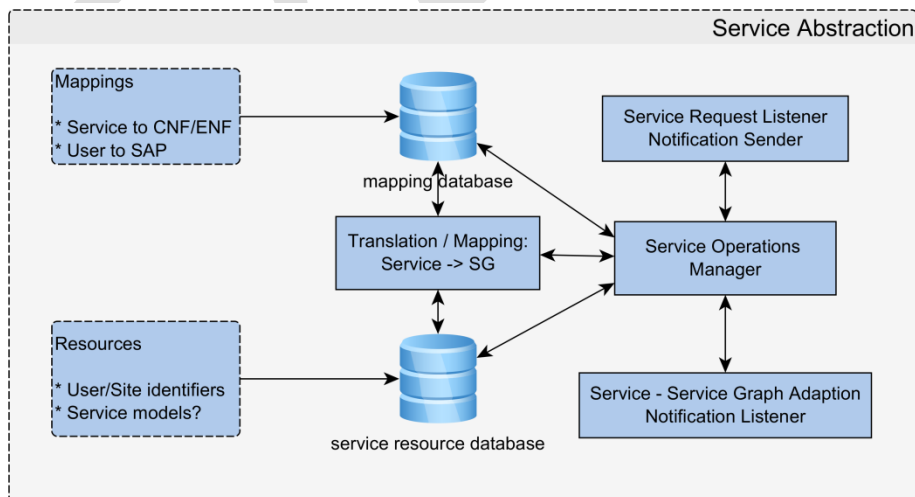 Service Abstraction
Mappings
* Service to CNF/ENF
* User to SAP
mapping database
Service Request Listener
Notification Sender
Translation / Mapping:
Service -> SG
Service Operations
Manager
Resources
* User/Site identifiers
* Service models?
service resource database
Service - Service Graph Adaption
Notification Listener